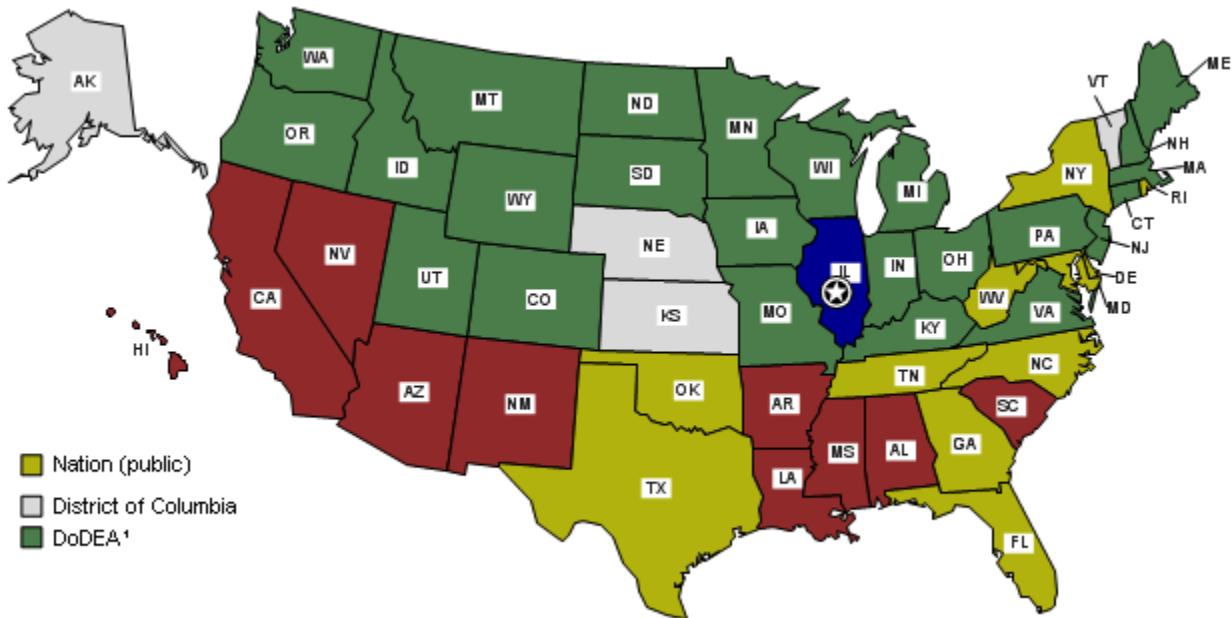 AK
WA
MT
ND
MN
VT
ME
OR
ID
SD
WI
MI
NY
NH
MA
WY
RI
CT
NE
IA
PA
NJ
NV
UT
CO
IL
IN
OH
DE
CA
KS
MO
WV
VA
MD
KY
HI
AZ
NM
OK
AR
TN
NC
SC
MS
AL
GA
LA
TX
FL
Nation (public)
District of Columbia
DoDEA¹